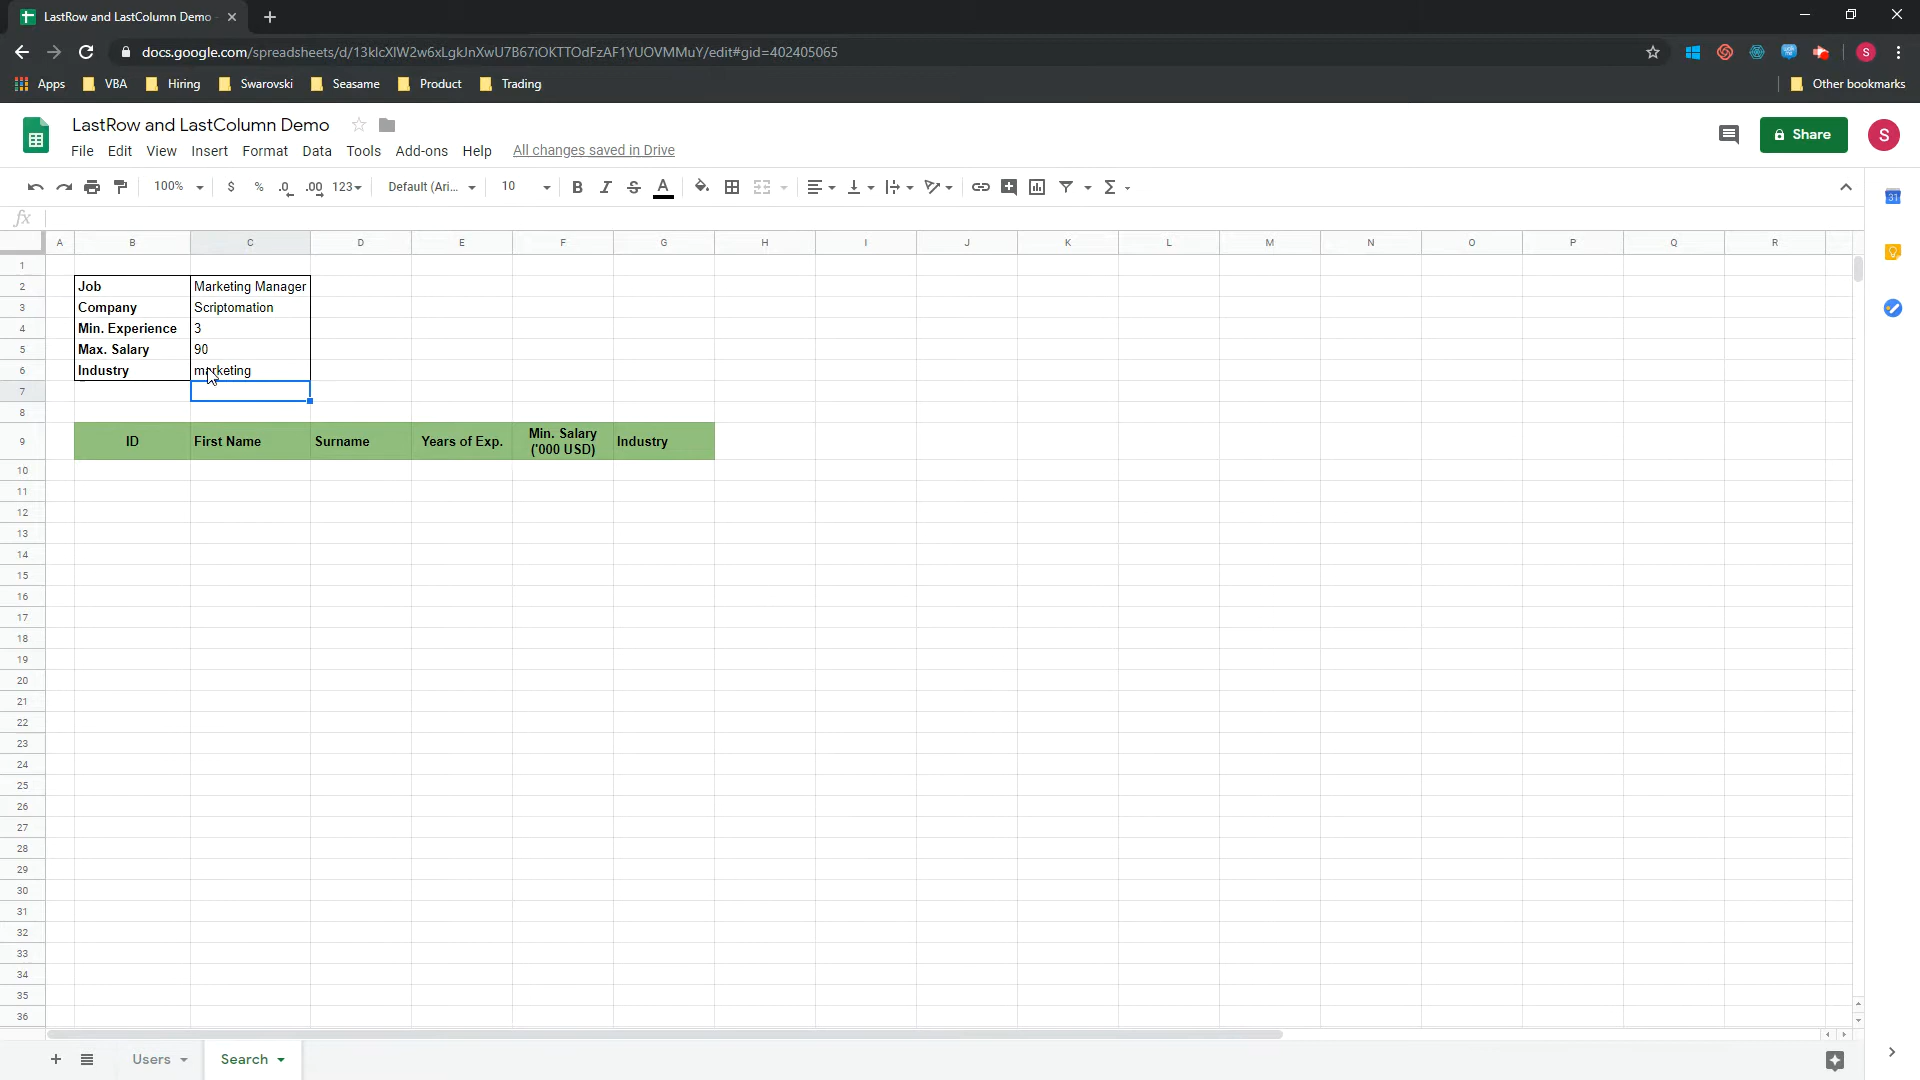 LastRow and LastColumn Demo
docs.google.com/spreadsheets/d/13klcXlW2w6xLgkJnXwU7B67iOKTTOdFzAF1YUOVMMuY/edit#gid=402405065
S
Apps VBA Hiring Swarovski Seasame Product Trading Other bookmarks
LastRow and LastColumn Demo
Share
S
File Edit View Insert Format Data Tools Add-ons Help All changes saved in Drive
100% $ % .0 .00 123 Default (Ari... 10 B I S A Σ
31
fx
A B C D E F G H I J K L M N O P Q R
1
2 Job Marketing Manager
3 Company Scriptomation
4 Min. Experience 3
5 Max. Salary 90
6 Industry marketing
7
8
9 ID First Name Surname Years of Exp. Min. Salary Industry
('000 USD)
10
11
12
13
14
15
16
17
18
19
20
21
22
23
24
25
26
27
28
29
30
31
32
33
34
35
36
Users Search